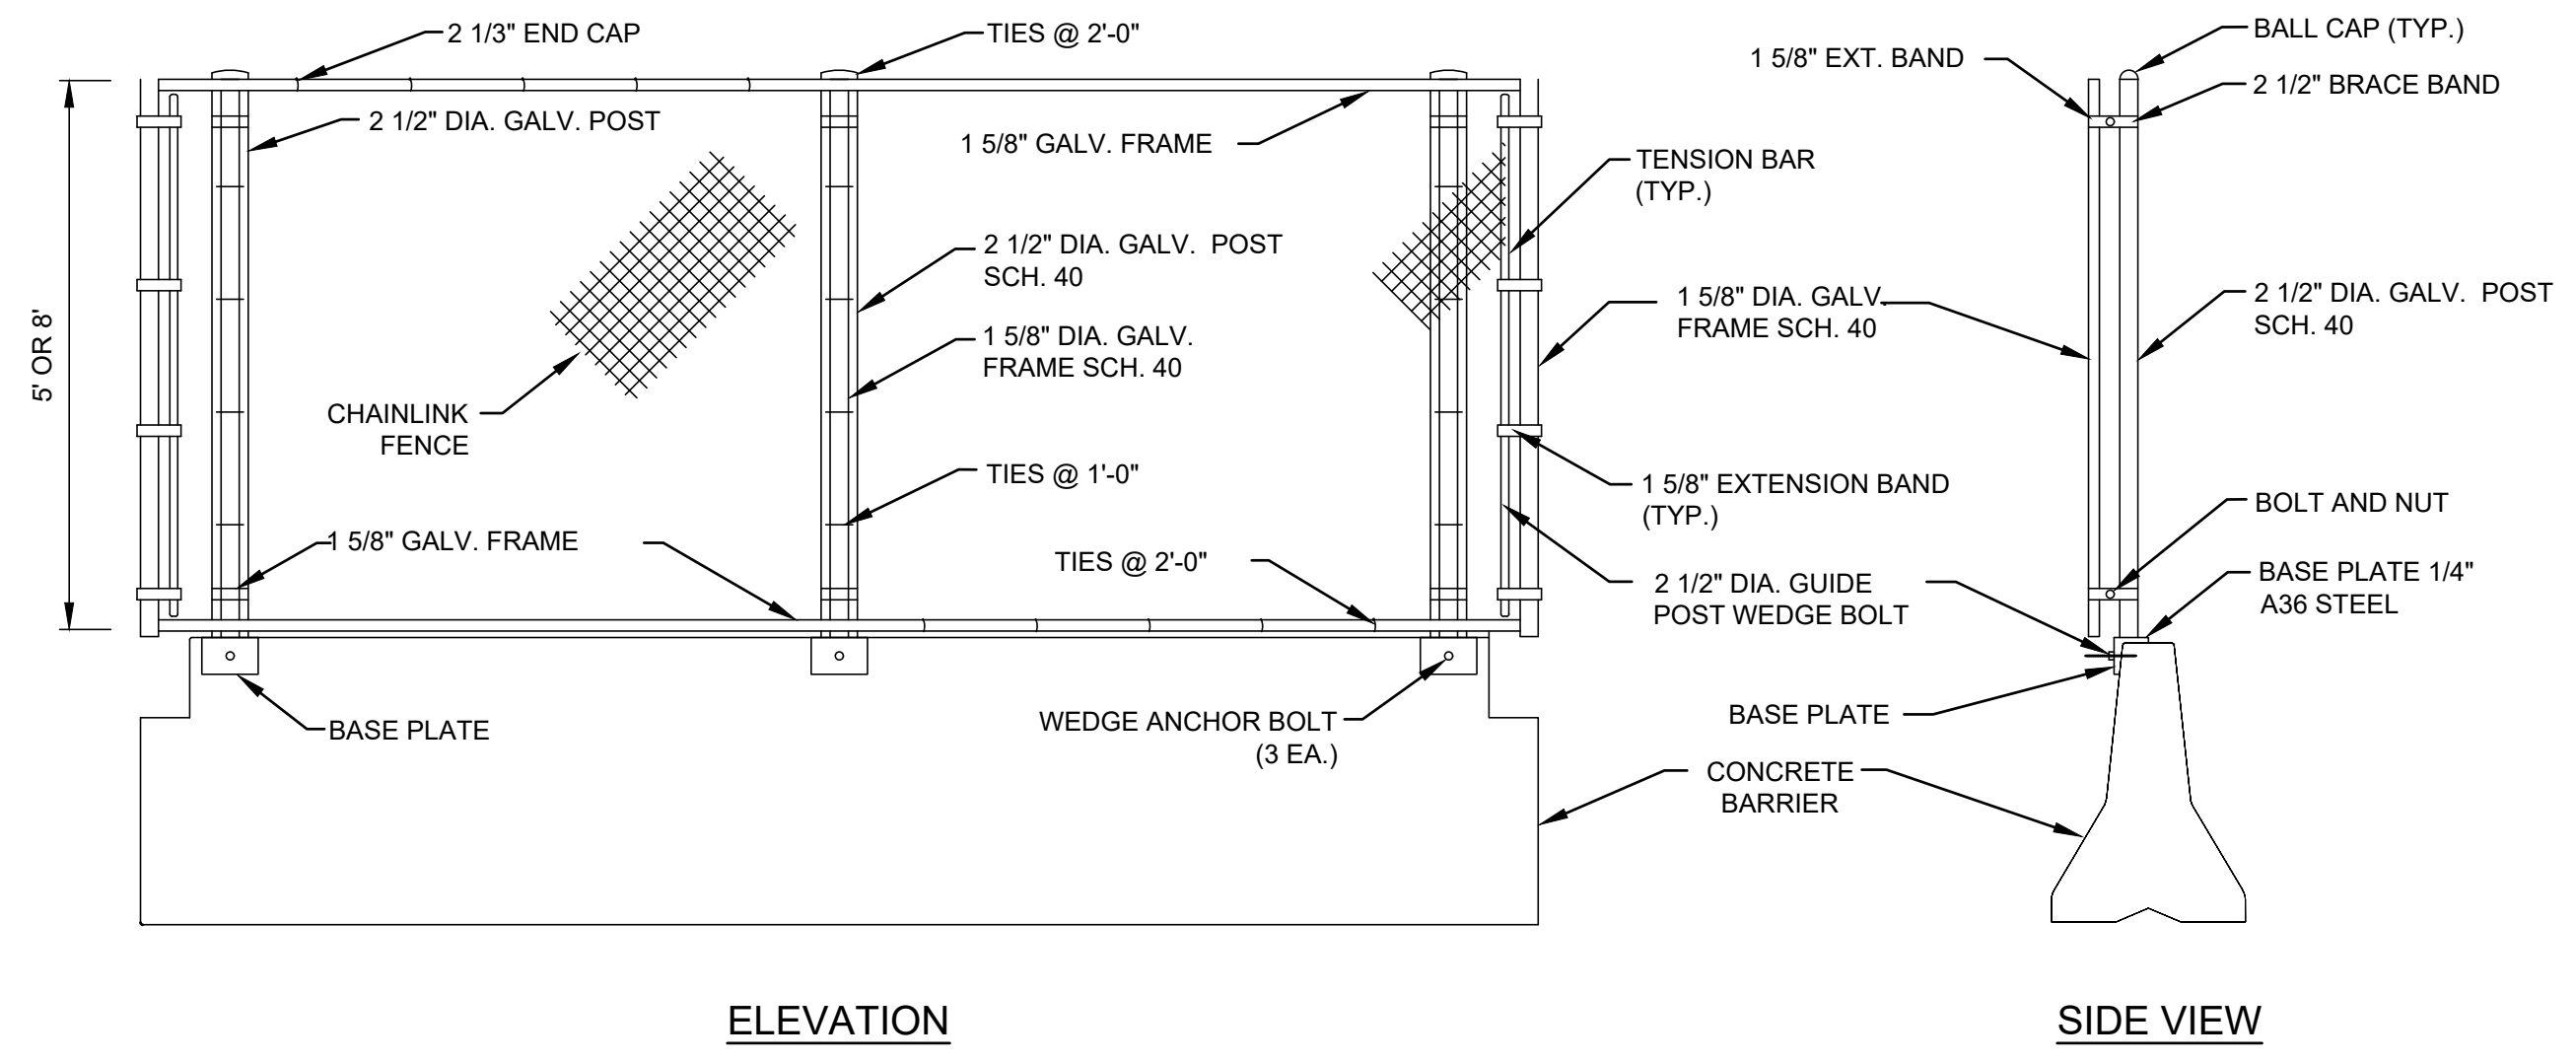 2 1/3" END CAP
TIES @ 2'-0"
2 1/2" DIA. GALV. POST
1 5/8" GALV. FRAME
TENSION BAR
(TYP.)
5' OR 8'
2 1/2" DIA. GALV. POST
SCH. 40
1 5/8" DIA. GALV.
FRAME SCH. 40
CHAINLINK
FENCE
TIES @ 1'-0"
1 5/8" GALV. FRAME
TIES @ 2'-0"
1 5/8" DIA. GALV.
FRAME SCH. 40
1 5/8" EXTENSION BAND
(TYP.)
2 1/2" DIA. GUIDE
POST WEDGE BOLT
BASE PLATE
WEDGE ANCHOR BOLT
(3 EA.)
CONCRETE
BARRIER
ELEVATION
BALL CAP (TYP.)
1 5/8" EXT. BAND
2 1/2" BRACE BAND
2 1/2" DIA. GALV. POST
SCH. 40
BOLT AND NUT
BASE PLATE 1/4"
A36 STEEL
BASE PLATE
SIDE VIEW